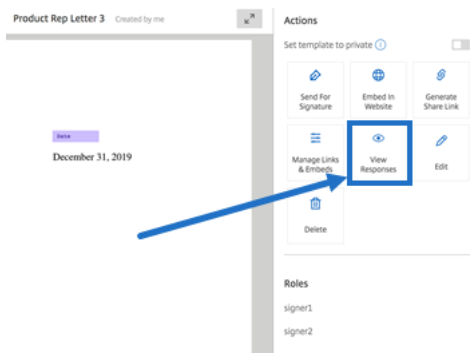 Product Rep Letter 3 Created by me
Date
December 31, 2019
Actions
Set template to private
Send For
Signature
Embed In
Website
Generate
Share Link
Manage Links
& Embeds
View
Responses
Edit
Delete
Roles
signer1
signer2